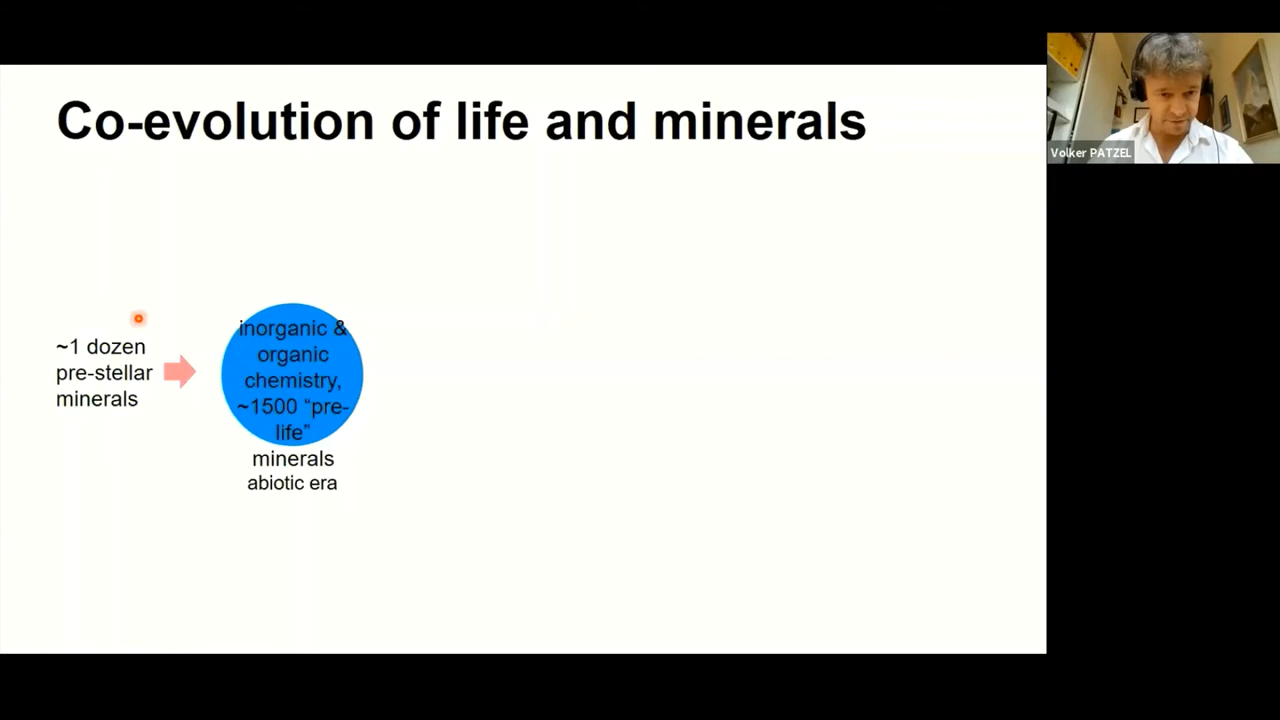 Co-evolution of life and minerals
Volker PATZEL
~1 dozen
pre-stellar
minerals
inorganic &
organic
chemistry,
~1500 “pre-
life”
minerals
abiotic era